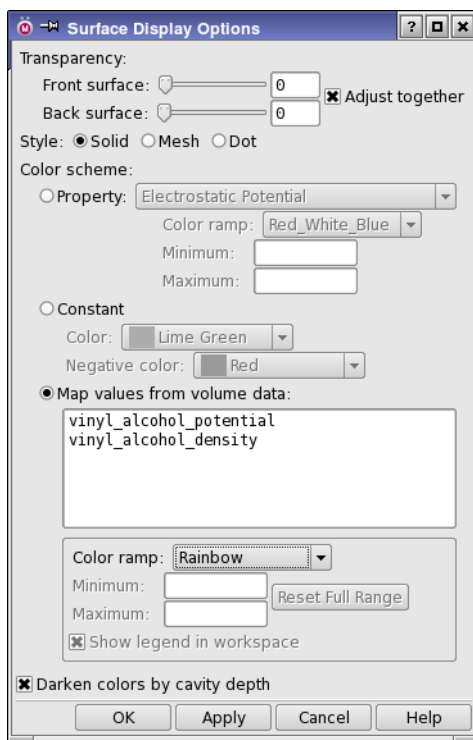 Surface Display Options
Transparency:
Front surface: 0
Adjust together
Back surface: 0
Style: Solid Mesh Dot
Color scheme:
Property: Electrostatic Potential
Color ramp: Red_White_Blue
Minimum:
Maximum:
Constant
Color: Lime Green
Negative color: Red
Map values from volume data:
vinyl_alcohol_potential
vinyl_alcohol_density
Color ramp: Rainbow
Minimum:
Reset Full Range
Maximum:
Show legend in workspace
Darken colors by cavity depth
OK Apply Cancel Help